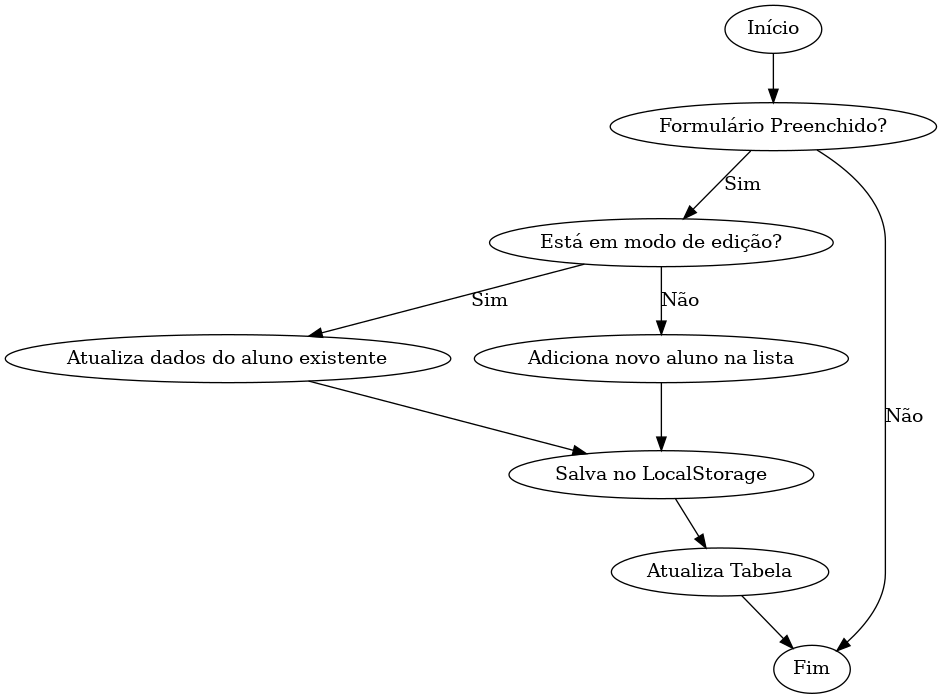 Início
Formulário Preenchido?
Sim
Está em modo de edição?
Sim
Não
Atualiza dados do aluno existente
Adiciona novo aluno na lista
Não
Salva no LocalStorage
Atualiza Tabela
Fim